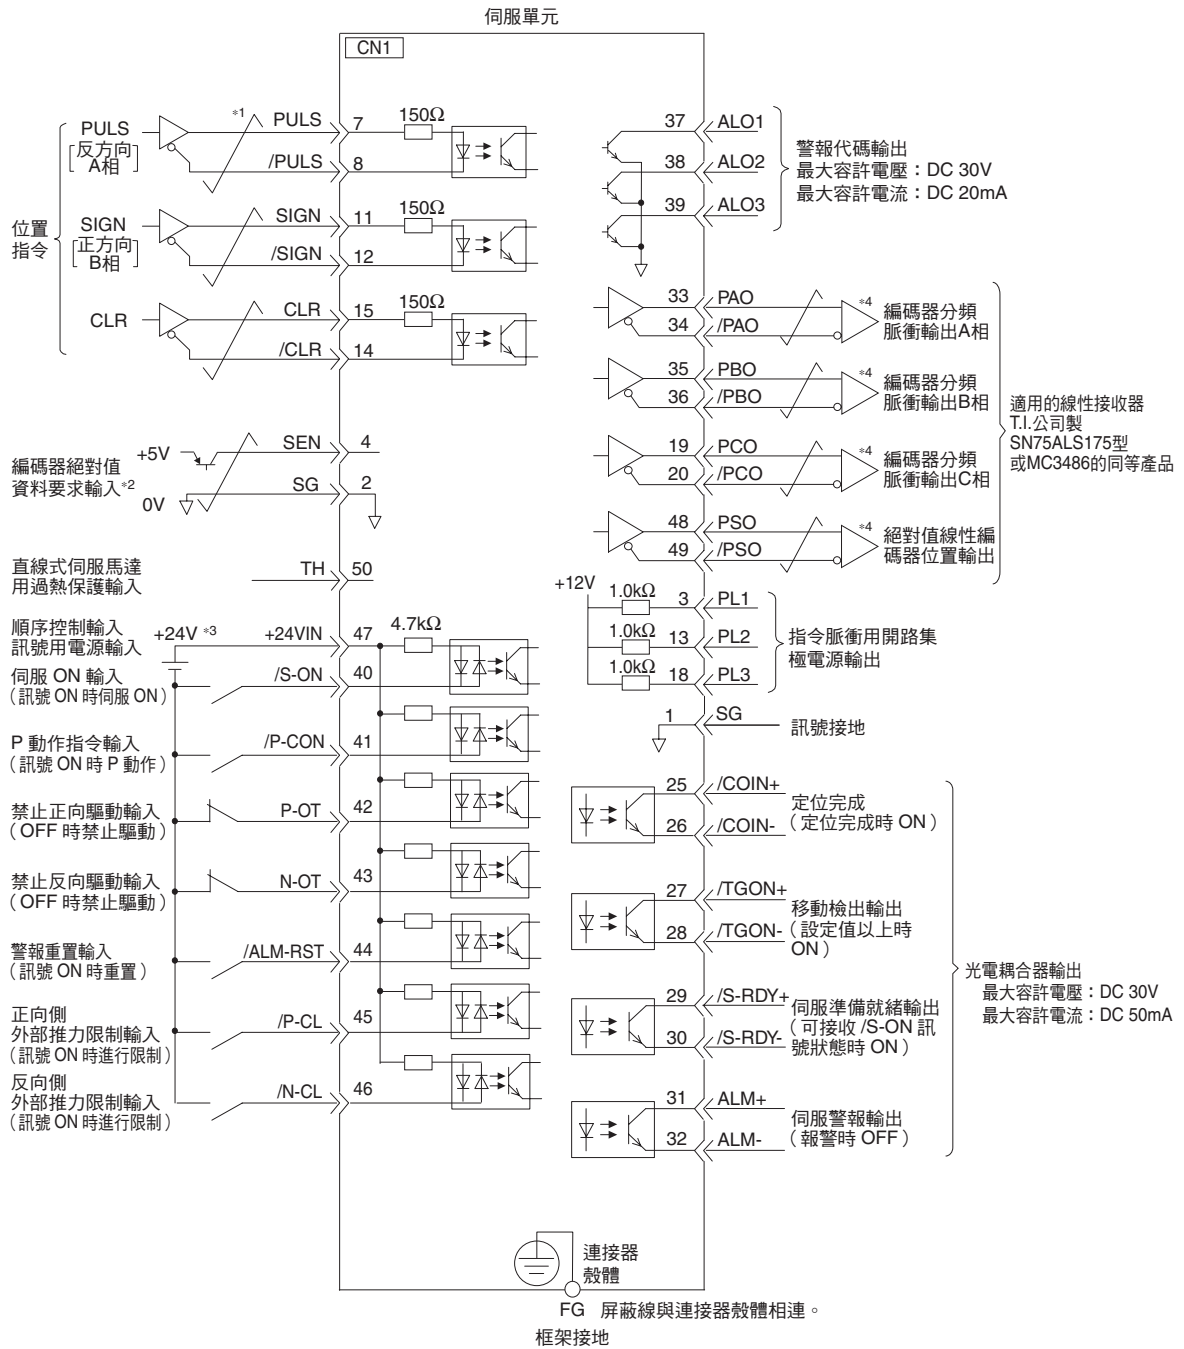 伺服單元
CN1
位置
指令
PULS
反方向
A相
*1
PULS
7
150Ω
/PULS
8
SIGN
正方向
B相
SIGN
11
150Ω
/SIGN
12
CLR
CLR
15
150Ω
/CLR
14
編碼器絕對值
資料要求輸入*2
+5V
SEN
4
0V
SG
2
直線式伺服馬達
用過熱保護輸入
TH
50
順序控制輸入
訊號用電源輸入
+24V *3
+24VIN
47
4.7kΩ
伺服 ON 輸入
（訊號 ON 時伺服 ON）
/S-ON
40
P 動作指令輸入
（訊號 ON 時 P 動作）
/P-CON
41
禁止正向驅動輸入
（OFF 時禁止驅動）
P-OT
42
禁止反向驅動輸入
（OFF 時禁止驅動）
N-OT
43
警報重置輸入
（訊號 ON 時重置）
/ALM-RST
44
正向側
外部推力限制輸入
（訊號 ON 時進行限制）
/P-CL
45
反向側
外部推力限制輸入
（訊號 ON 時進行限制）
/N-CL
46
37
ALO1
38
ALO2
39
ALO3
警報代碼輸出
最大容許電壓：DC 30V
最大容許電流：DC 20mA
33
PAO
34
/PAO
*4
編碼器分頻
脈衝輸出A相
35
PBO
36
/PBO
*4
編碼器分頻
脈衝輸出B相
19
PCO
20
/PCO
*4
編碼器分頻
脈衝輸出C相
48
PSO
49
/PSO
*4
絕對值線性編
碼器位置輸出
適用的線性接收器
T.I.公司製
SN75ALS175型
或MC3486的同等產品
+12V
1.0kΩ
3
PL1
1.0kΩ
13
PL2
1.0kΩ
18
PL3
指令脈衝用開路集
極電源輸出
1
SG
訊號接地
25
/COIN+
26
/COIN-
定位完成
（定位完成時 ON）
27
/TGON+
28
/TGON-
移動檢出輸出
（設定值以上時
ON）
29
/S-RDY+
30
/S-RDY-
伺服準備就緒輸出
（可接收 /S-ON 訊
號狀態時 ON）
31
ALM+
32
ALM-
伺服警報輸出
（報警時 OFF）
光電耦合器輸出
最大容許電壓：DC 30V
最大容許電流：DC 50mA
連接器
殼體
FG
屏蔽線與連接器殼體相連。
框架接地